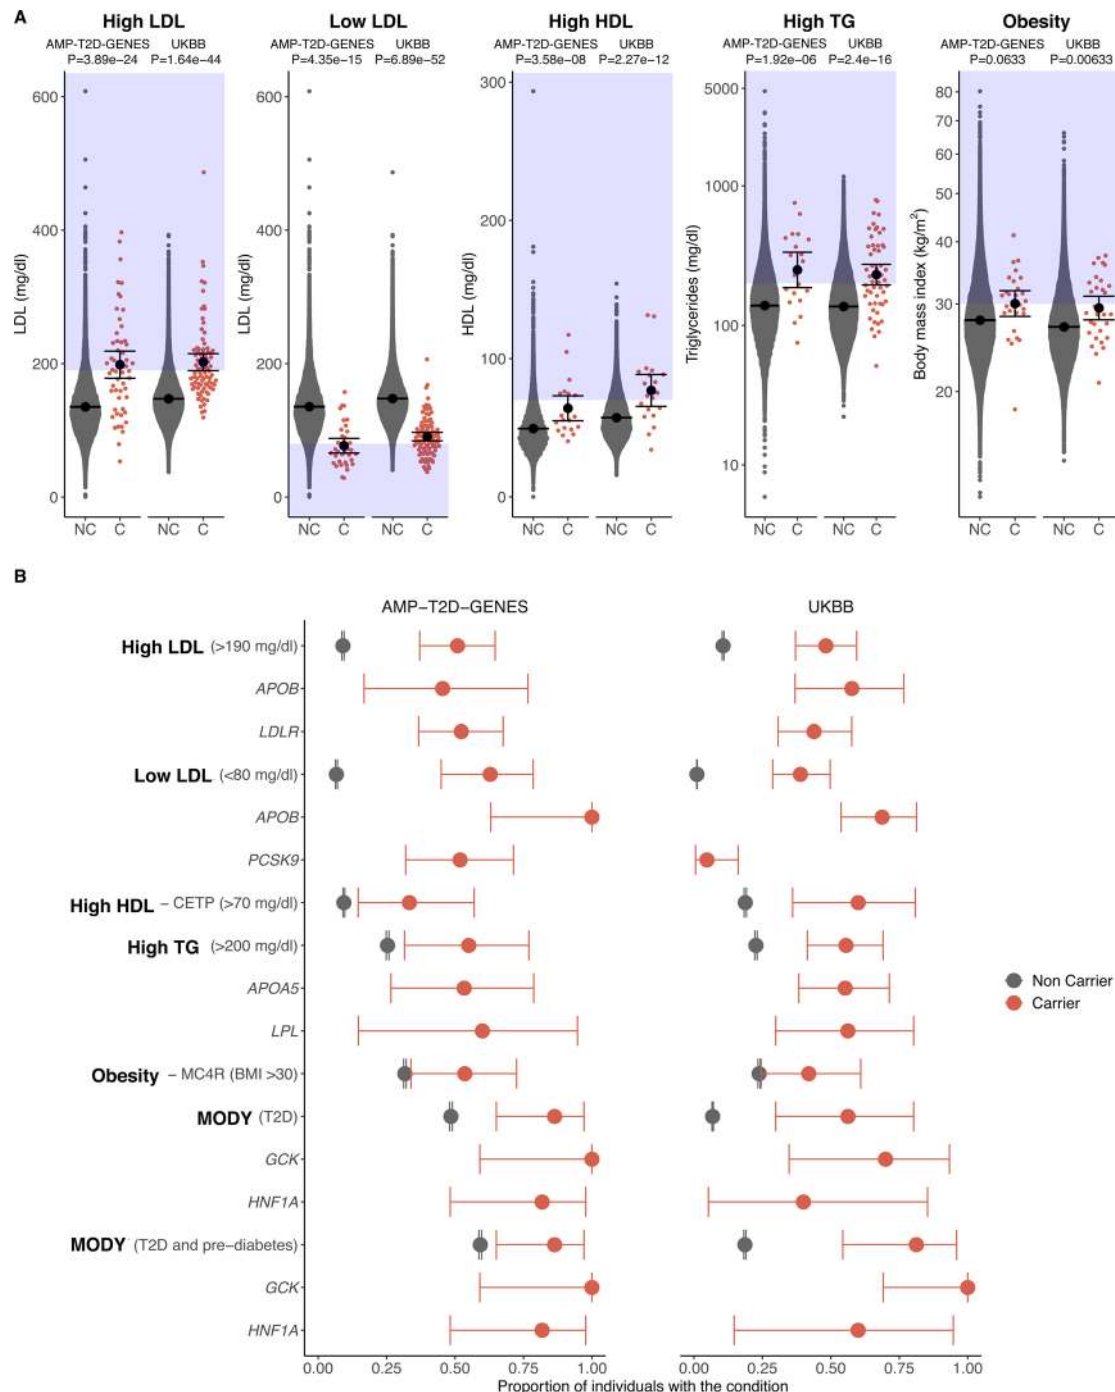 A
High LDL
Low LDL
High HDL
High TG
Obesity
AMP-T2D-GENES UKBB
P=3.89e-24 P=1.64e-44
AMP-T2D-GENES UKBB
P=4.35e-15 P=6.89e-52
AMP-T2D-GENES UKBB
P=3.58e-08 P=2.27e-12
AMP-T2D-GENES UKBB
P=1.92e-06 P=2.4e-16
AMP-T2D-GENES UKBB
P=0.0633 P=0.00633
LDL (mg/dl)
600
400
200
0
NC C NC C
LDL (mg/dl)
600
400
200
0
NC C NC C
HDL (mg/dl)
300
200
100
0
NC C NC C
Triglycerides (mg/dl)
5000
1000
100
10
NC C NC C
Body mass index (kg/m²)
80
70
60
50
40
30
20
NC C NC C
B
AMP-T2D-GENES
UKBB
High LDL (>190 mg/dl)
APOB
LDLR
Low LDL (<80 mg/dl)
APOB
PCSK9
High HDL - CETP (>70 mg/dl)
High TG (>200 mg/dl)
APOA5
LPL
Obesity - MC4R (BMI >30)
MODY (T2D)
GCK
HNF1A
MODY (T2D and pre-diabetes)
GCK
HNF1A
Non Carrier
Carrier
0.00 0.25 0.50 0.75 1.00
0.00 0.25 0.50 0.75 1.00
Proportion of individuals with the condition